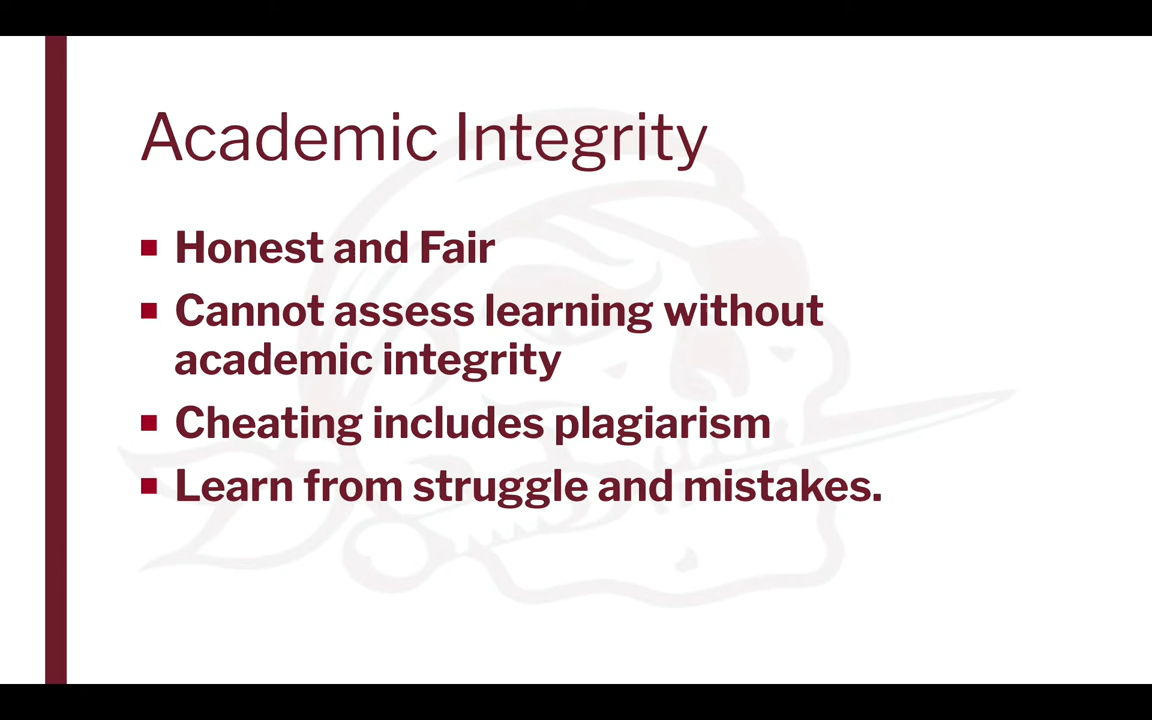 Academic Integrity
Honest and Fair
Cannot assess learning without
academic integrity
Cheating includes plagiarism
Learn from struggle and mistakes.